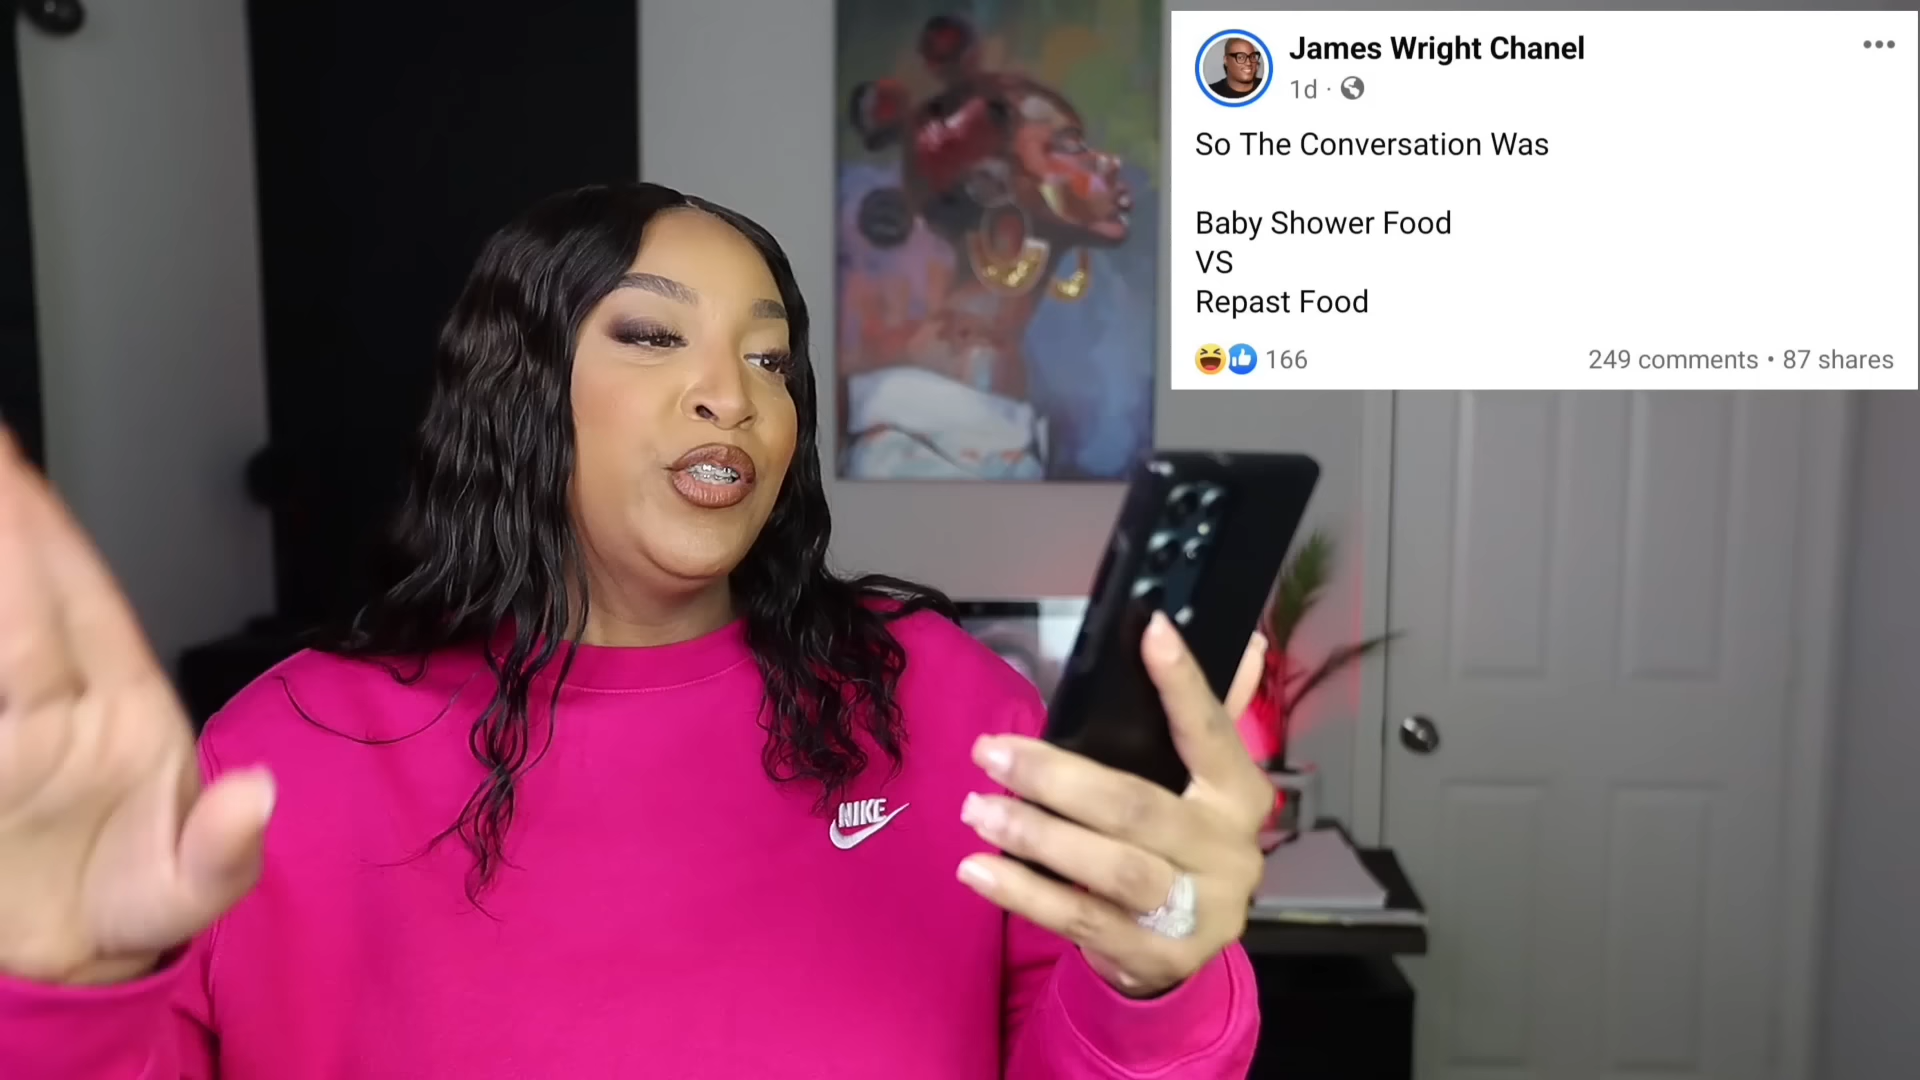 James Wright Chanel
1d ·
So The Conversation Was
Baby Shower Food
VS
Repast Food
166
249 comments • 87 shares
NIKE